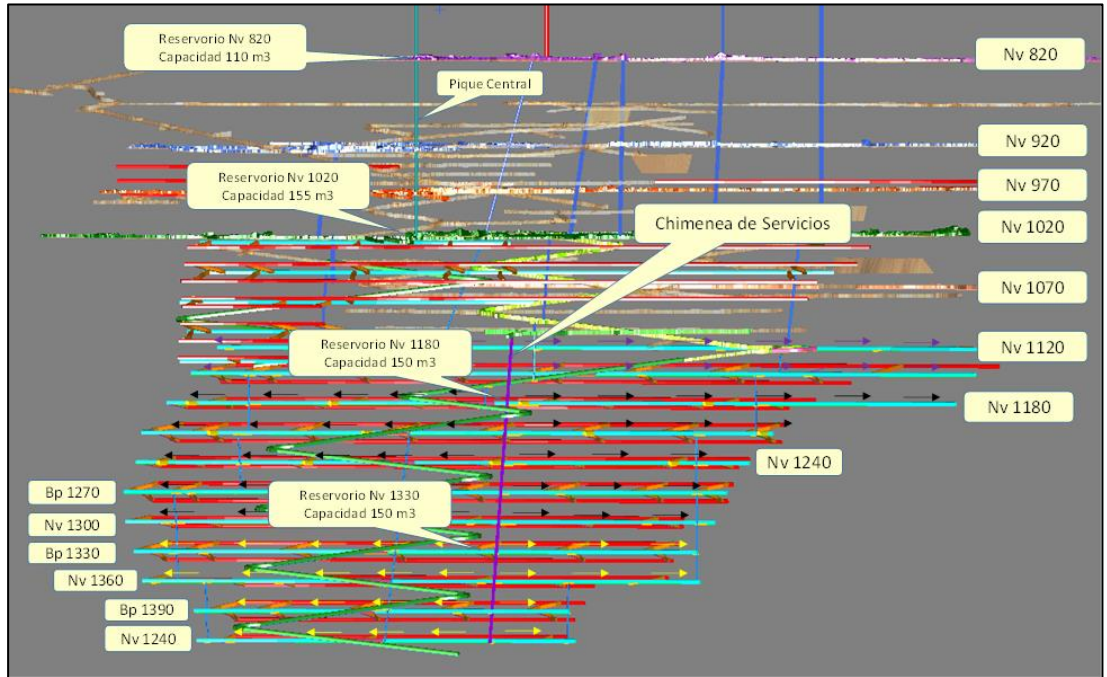 Reservorio Nv 820
Capacidad 110 m3
Nv 820
Pique Central
Nv 920
Nv 970
Reservorio Nv 1020
Capacidad 155 m3
Nv 1020
Chimenea de Servicios
Nv 1070
Reservorio Nv 1180
Capacidad 150 m3
Nv 1120
Nv 1180
Nv 1240
Bp 1270
Reservorio Nv 1330
Capacidad 150 m3
Nv 1300
Bp 1330
Nv 1360
Bp 1390
Nv 1240